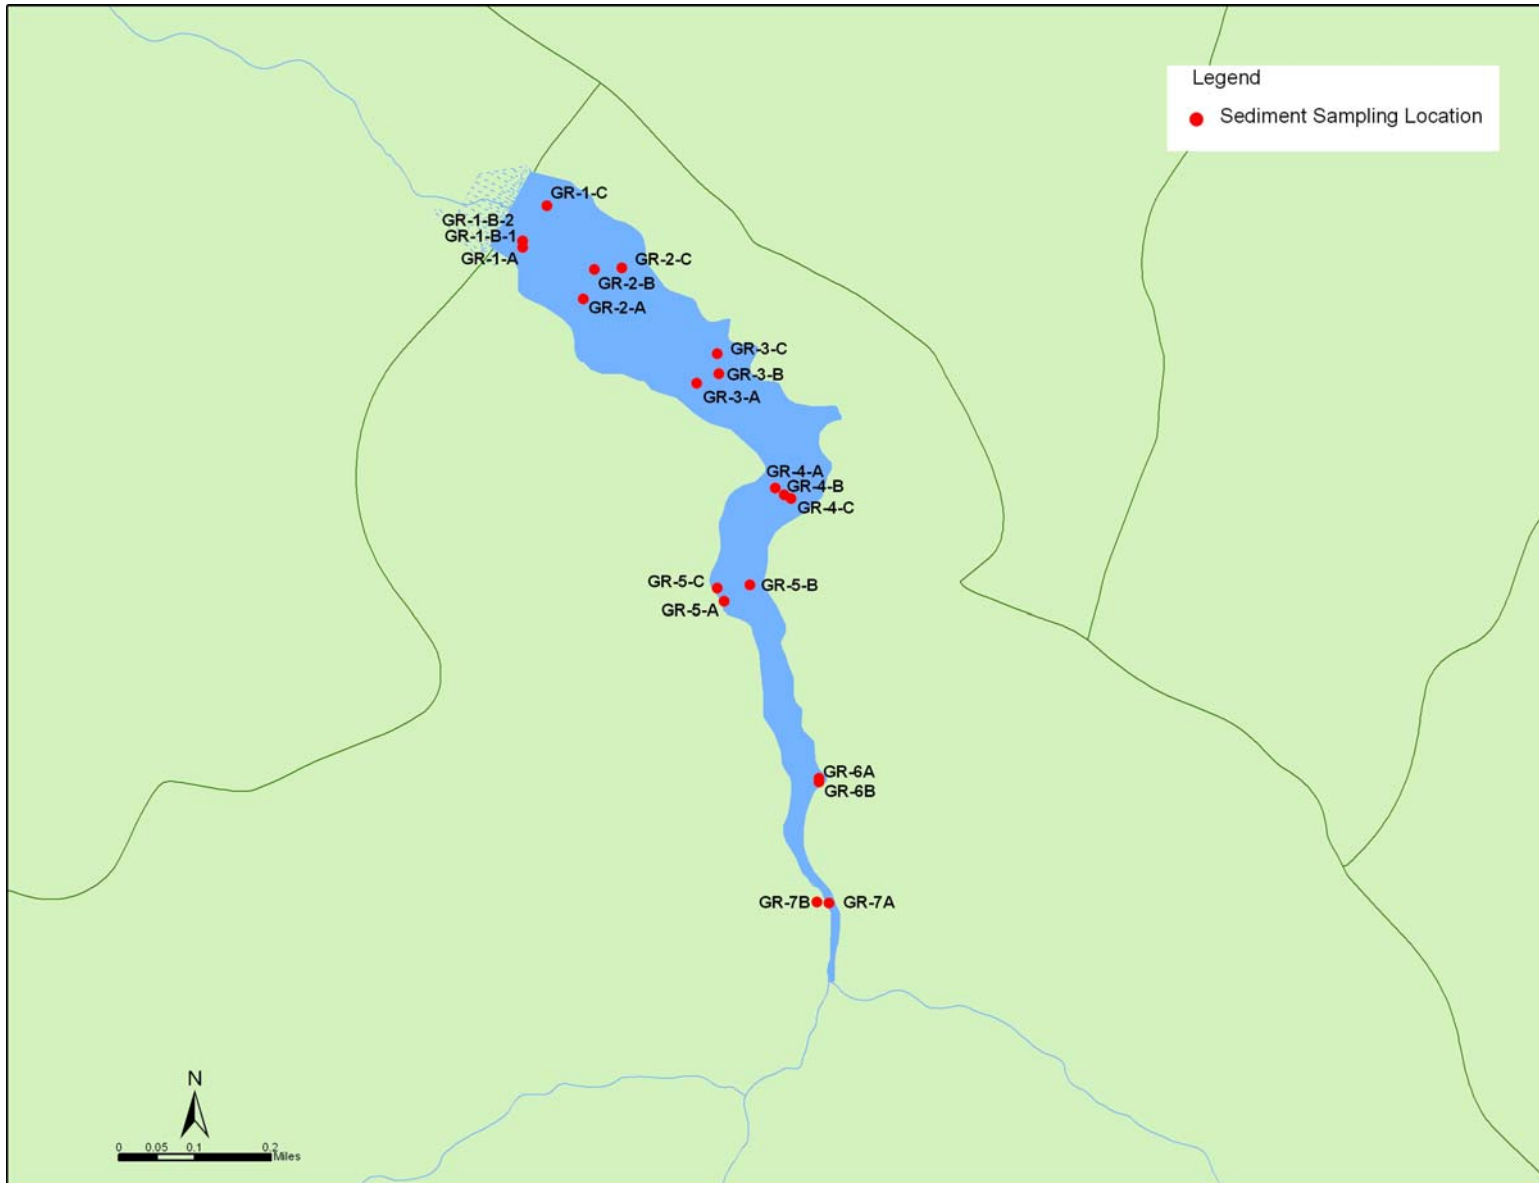 Legend
Sediment Sampling Location
GR-1-C
GR-1-B-2
GR-1-B-1
GR-1-A
GR-2-C
GR-2-B
GR-2-A
GR-3-C
GR-3-B
GR-3-A
GR-4-A
GR-4-B
GR-4-C
GR-5-C
GR-5-B
GR-5-A
GR-6A
GR-6B
GR-7B
GR-7A
N
0 0.05 0.1 0.2
Miles